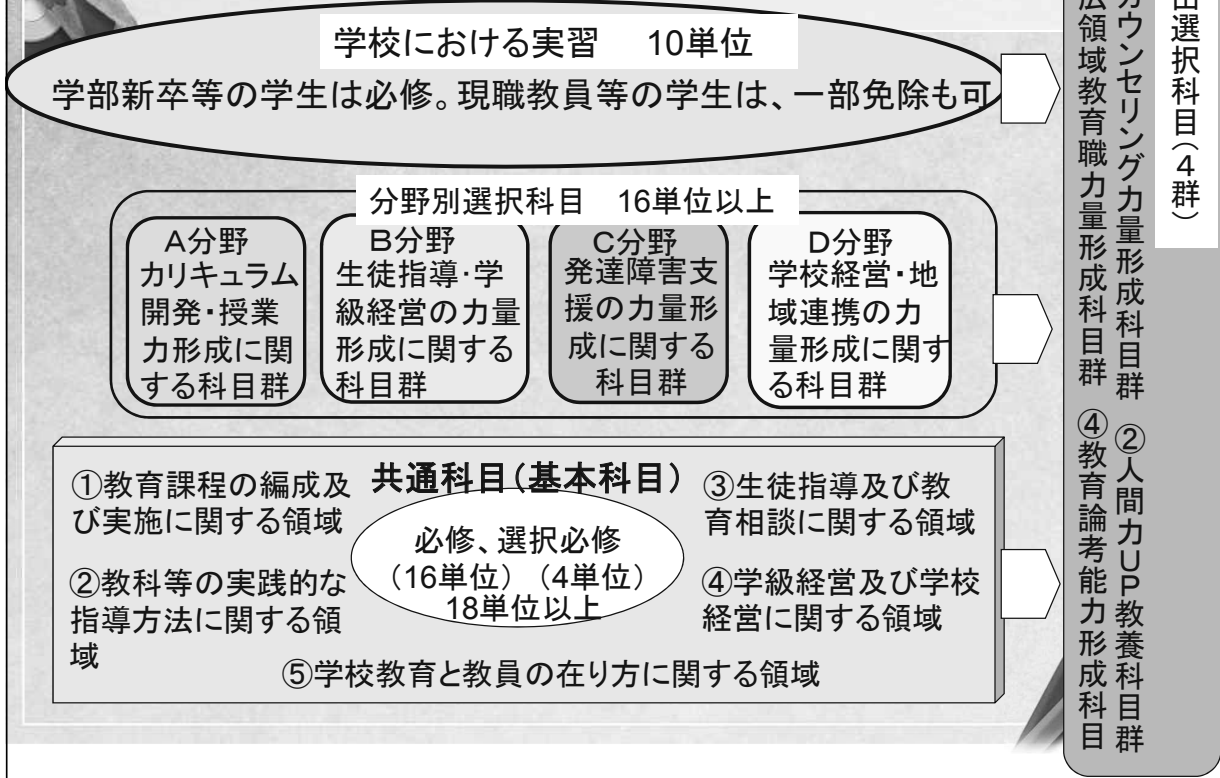 学校における実習　10単位
学部新卒等の学生は必修。現職教員等の学生は、一部免除も可
分野別選択科目　16単位以上
A分野
カリキュラム
開発・授業
力形成に関
する科目群
B分野
生徒指導・学
級経営の力量
形成に関する
科目群
C分野
発達障害支
援の力量形
成に関する
科目群
D分野
学校経営・地
域連携の力
量形成に関す
る科目群
共通科目（基本科目）
①教育課程の編成及
び実施に関する領域
②教科等の実践的な
指導方法に関する領
域
必修、選択必修
（16単位）（4単位）
18単位以上
③生徒指導及び教
育相談に関する領域
④学級経営及び学校
経営に関する領域
⑤学校教育と教員の在り方に関する領域
選択科目（４群）
ウンセリング力量形成科目群　②人間力ＵＰ教養科目群
領域教育職力量形成科目群　④教育論考能力形成科目